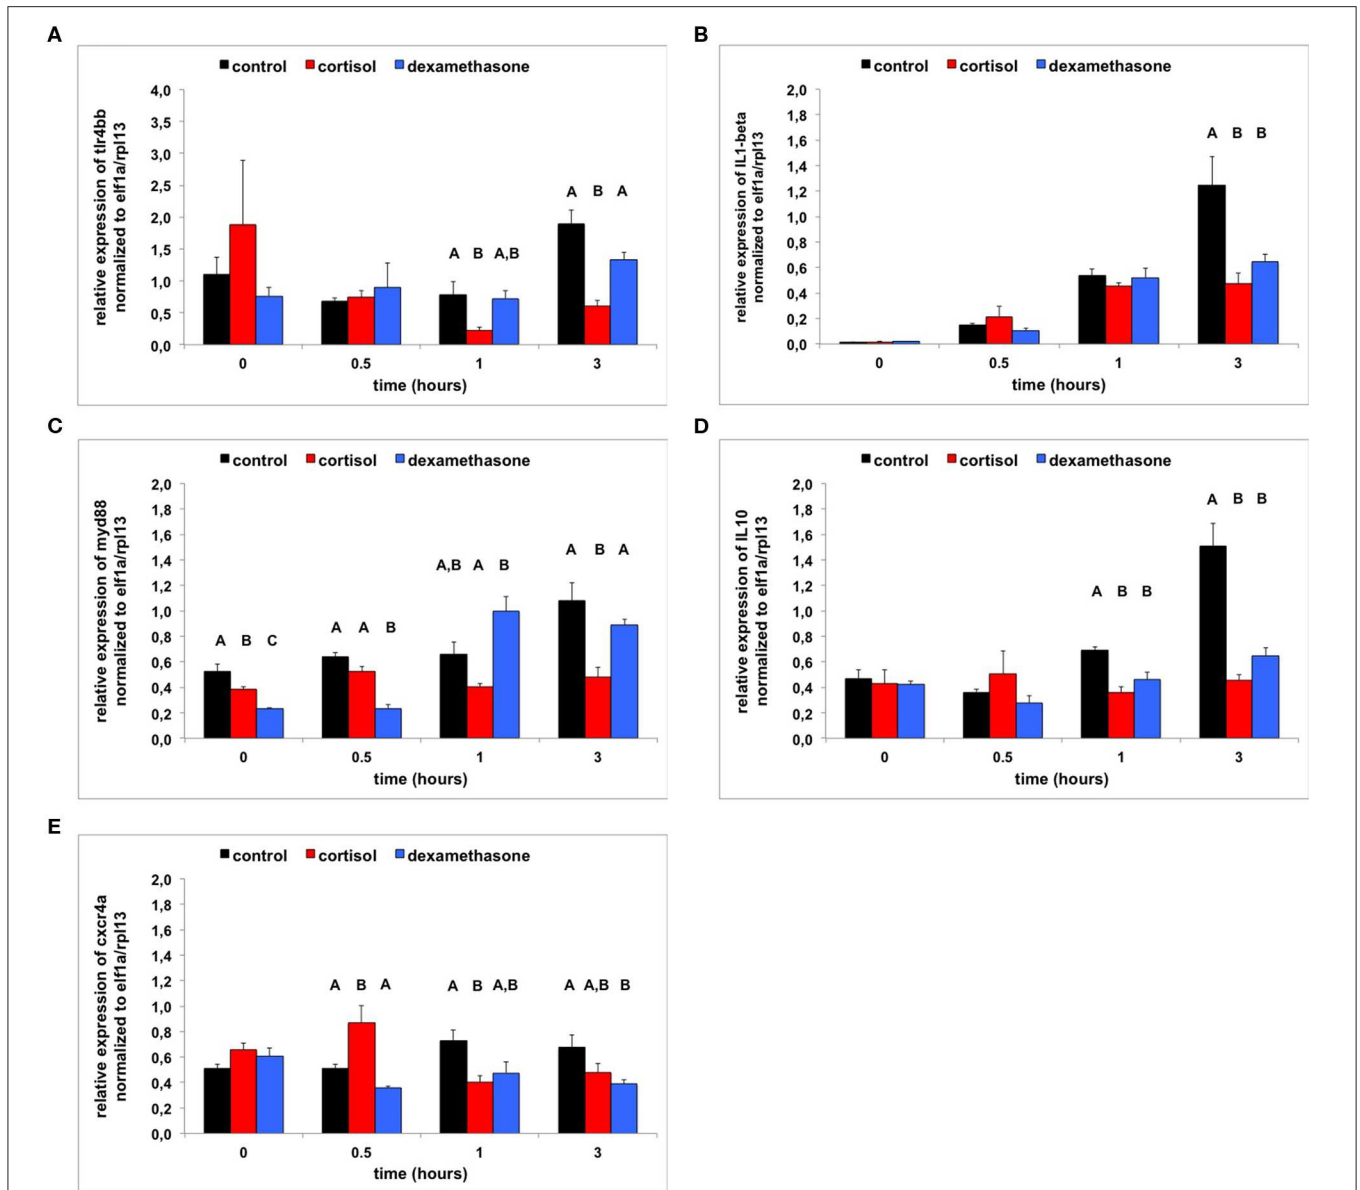 A
control cortisol dexamethasone
relative expression of tlr4bb
normalized to elf1a/rpl13
4,0
3,5
3,0
2,5
2,0
1,5
1,0
0,5
0,0
A B A,B
A B A
0 0.5 1 3
time (hours)
B
control cortisol dexamethasone
relative expression of IL1-beta
normalized to elf1a/rpl13
2,0
1,8
1,6
1,4
1,2
1,0
0,8
0,6
0,4
0,2
0,0
A B B
0 0.5 1 3
time (hours)
C
control cortisol dexamethasone
relative expression of myd88
normalized to elf1a/rpl13
2,0
1,8
1,6
1,4
1,2
1,0
0,8
0,6
0,4
0,2
0,0
A B C
A A B
A,B A B
A B A
0 0.5 1 3
time (hours)
D
control cortisol dexamethasone
relative expression of IL10
normalized to elf1a/rpl13
2,0
1,8
1,6
1,4
1,2
1,0
0,8
0,6
0,4
0,2
0,0
A B B
A B B
0 0.5 1 3
time (hours)
E
control cortisol dexamethasone
relative expression of cxcr4a
normalized to elf1a/rpl13
2,0
1,8
1,6
1,4
1,2
1,0
0,8
0,6
0,4
0,2
0,0
A B A
A B A,B
A A,B B
0 0.5 1 3
time (hours)